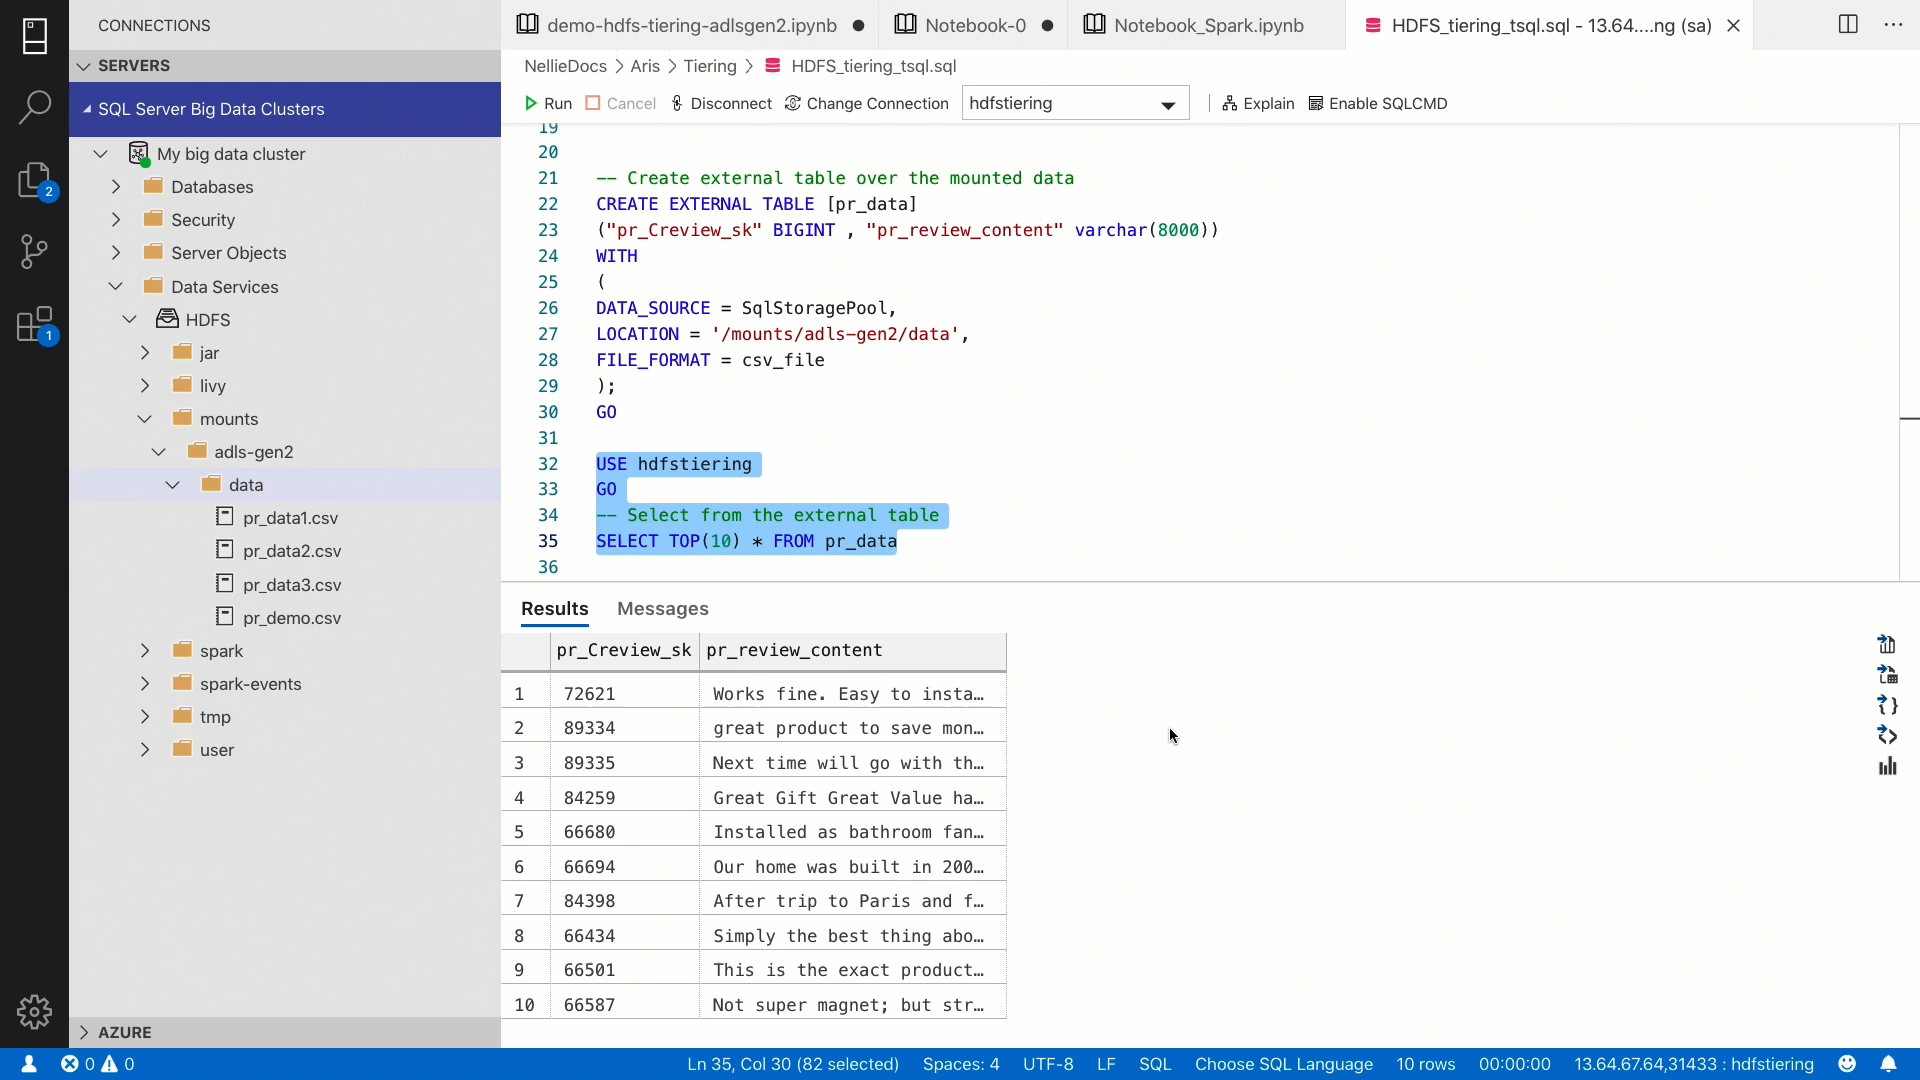 CONNECTIONS
SERVERS
SQL Server Big Data Clusters
My big data cluster
Databases
Security
Server Objects
Data Services
HDFS
jar
livy
mounts
adls-gen2
data
pr_data1.csv
pr_data2.csv
pr_data3.csv
pr_demo.csv
spark
spark-events
tmp
user
AZURE
2
1
demo-hdfs-tiering-adlsgen2.ipynb
Notebook-0
Notebook_Spark.ipynb
HDFS_tiering_tsql.sql - 13.64....ng (sa)
NellieDocs > Aris > Tiering > HDFS_tiering_tsql.sql
Run Cancel Disconnect Change Connection hdfstiering Explain Enable SQLCMD
19
20
21 -- Create external table over the mounted data
22 CREATE EXTERNAL TABLE [pr_data]
23 ("pr_Creview_sk" BIGINT , "pr_review_content" varchar(8000))
24 WITH
25 (
26 DATA_SOURCE = SqlStoragePool,
27 LOCATION = '/mounts/adls-gen2/data',
28 FILE_FORMAT = csv_file
29 );
30 GO
31
32 USE hdfstiering
33 GO
34 -- Select from the external table
35 SELECT TOP(10) * FROM pr_data
36
Results Messages
pr_Creview_sk pr_review_content
1 72621 Works fine. Easy to insta…
2 89334 great product to save mon…
3 89335 Next time will go with th…
4 84259 Great Gift Great Value ha…
5 66680 Installed as bathroom fan…
6 66694 Our home was built in 200…
7 84398 After trip to Paris and f…
8 66434 Simply the best thing abo…
9 66501 This is the exact product…
10 66587 Not super magnet; but str…
0 0 Ln 35, Col 30 (82 selected) Spaces: 4 UTF-8 LF SQL Choose SQL Language 10 rows 00:00:00 13.64.67.64,31433 : hdfstiering